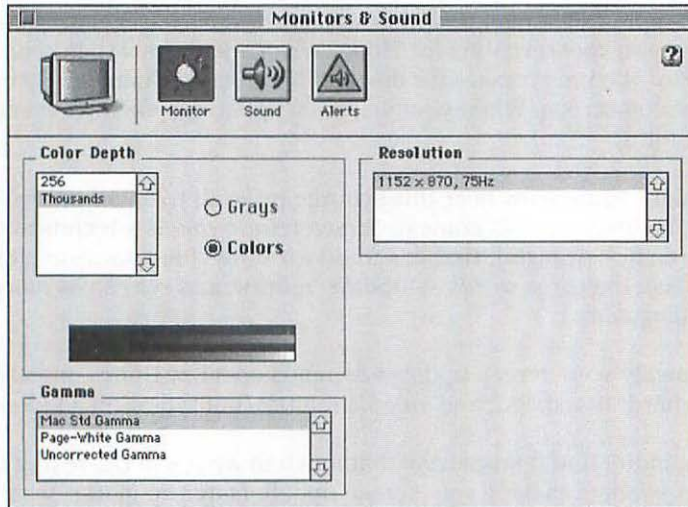 Monitors & Sound
Monitor
Sound
Alerts
?
Color Depth
256
Thousands
Grays
Colors
Resolution
1152 x 870, 75Hz
Gamma
Mac Std Gamma
Page-White Gamma
Uncorrected Gamma